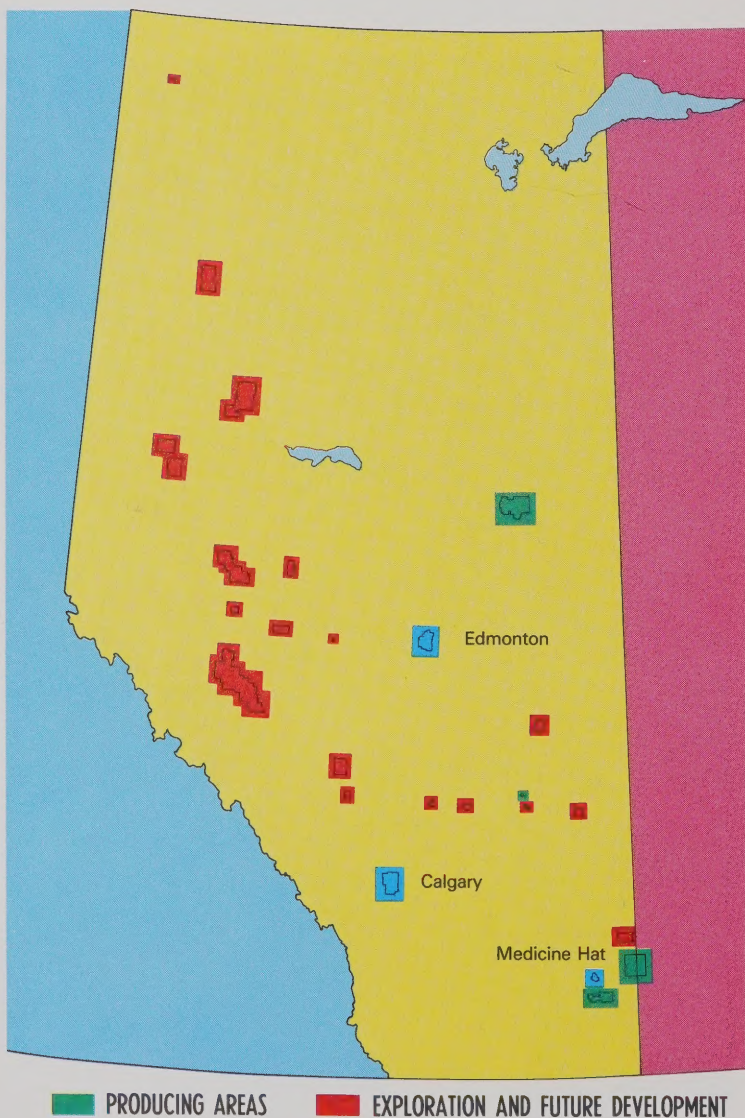 Edmonton
Calgary
Medicine Hat
PRODUCING AREAS
EXPLORATION AND FUTURE DEVELOPMENT